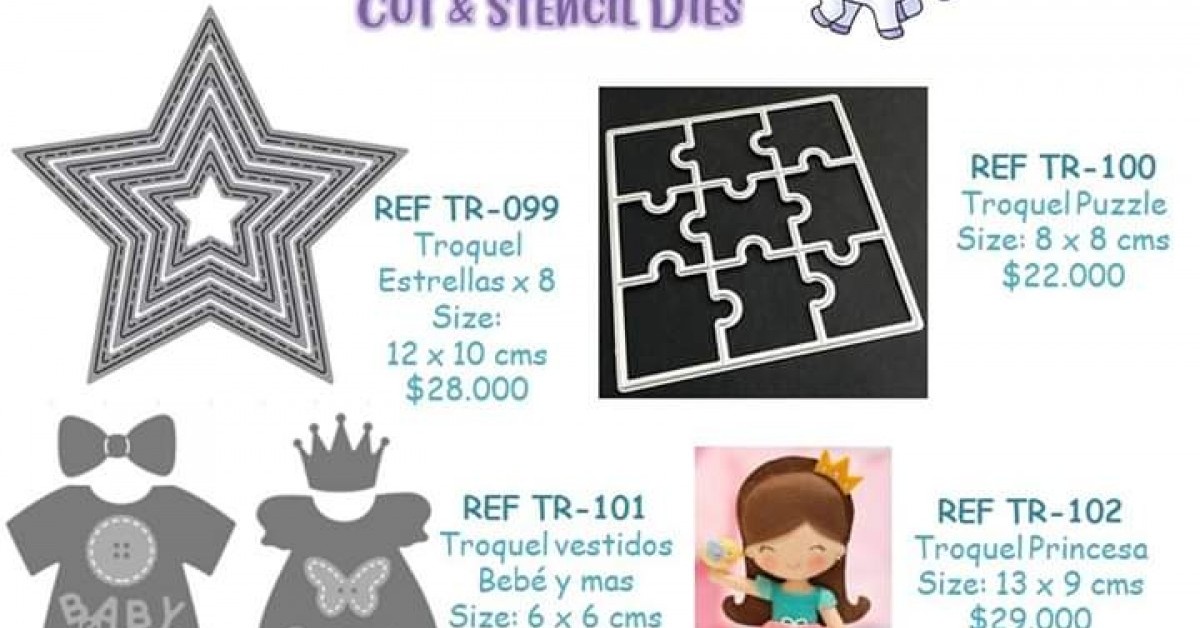 CUT & STENCIL DIES
REF TR-099
Troquel
Estrellas x 8
Size:
12 x 10 cms
$28.000
REF TR-100
Troquel Puzzle
Size: 8 x 8 cms
$22.000
BABY
REF TR-101
Troquel vestidos
Bebé y mas
Size: 6 x 6 cms
REF TR-102
Troquel Princesa
Size: 13 x 9 cms
$29.000